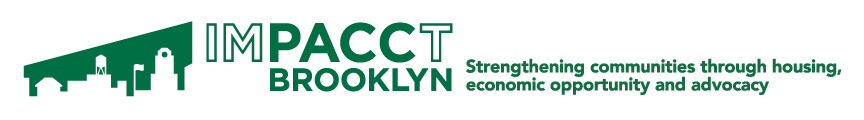 IMPACCT
BROOKLYN
Strengthening communities through housing,
economic opportunity and advocacy